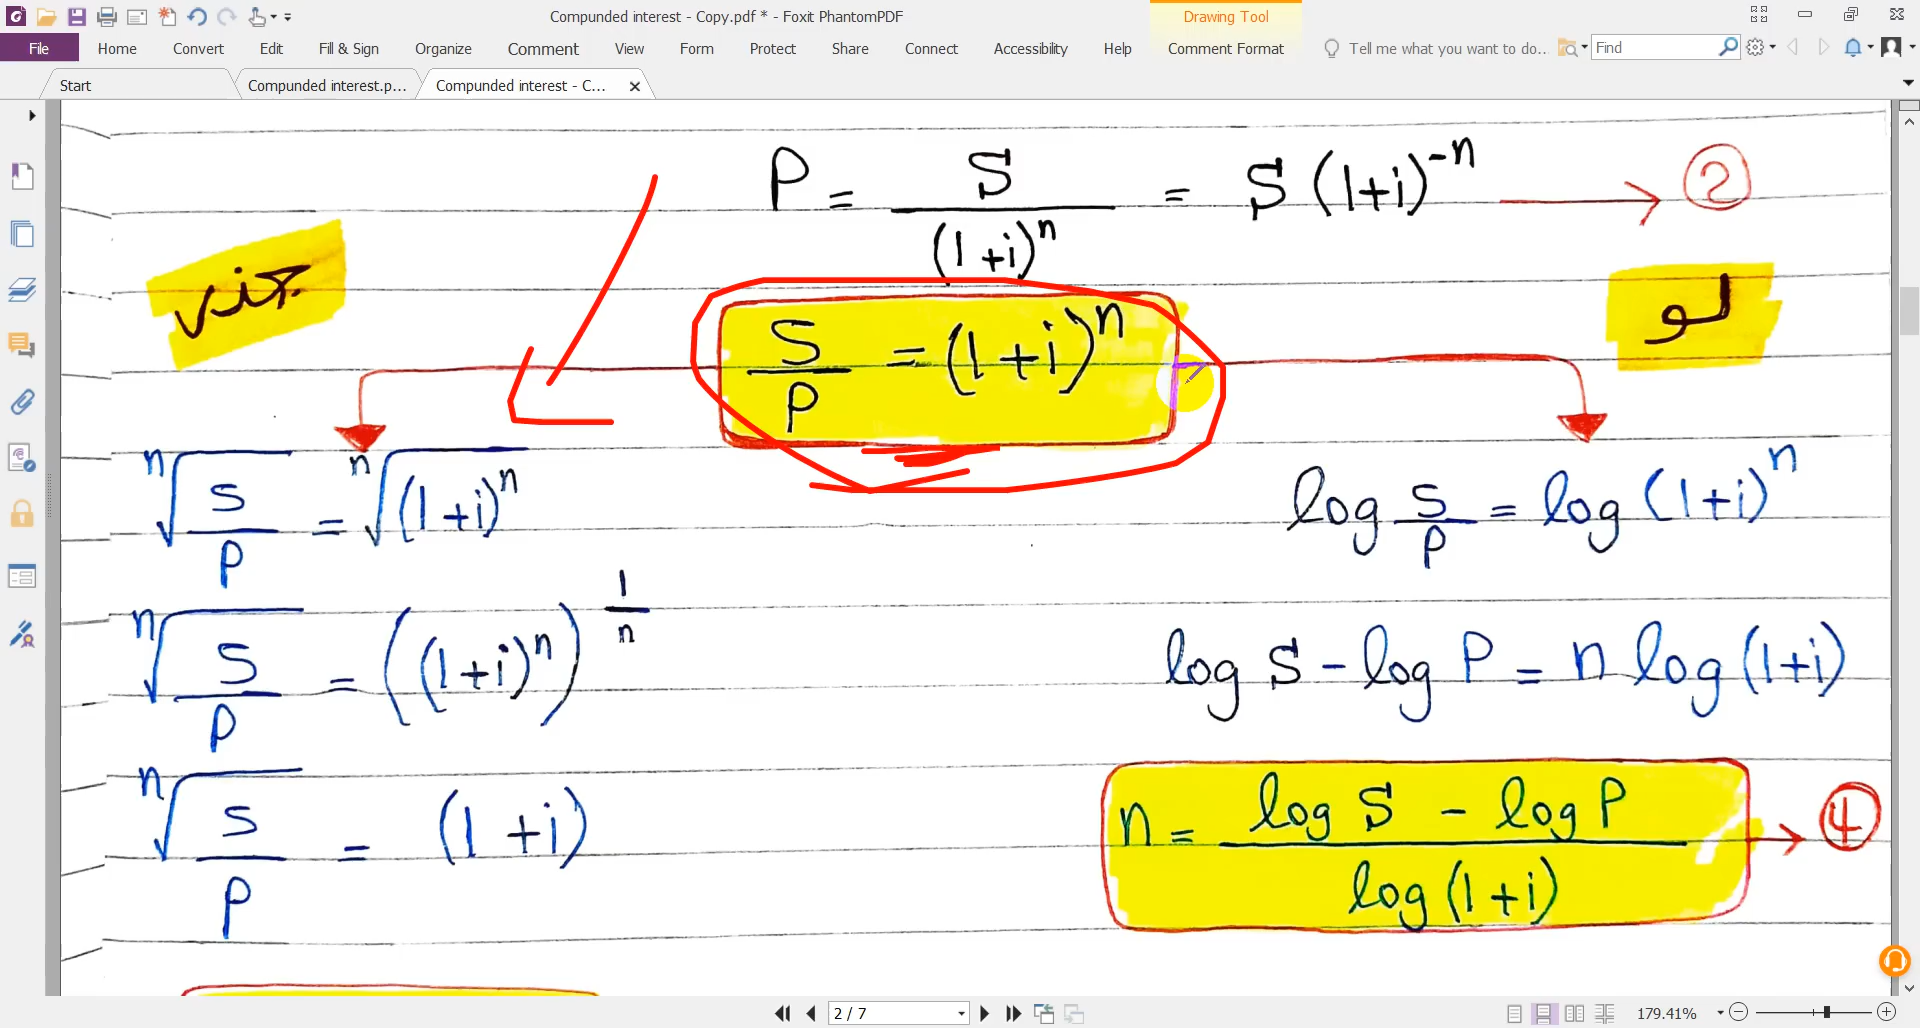 Compunded interest - Copy.pdf * - Foxit PhantomPDF
Drawing Tool
File Home Convert Edit Fill & Sign Organize Comment View Form Protect Share Connect Accessibility Help Comment Format Tell me what you want to do... Find
Start Compunded interest.p... Compunded interest - C...
P = S / (1+i)^n = S (1+i)^-n → ②
جذر
لو
S/P = (1+i)^n
ⁿ√(S/P) = ⁿ√((1+i)^n)
log S/P = log (1+i)^n
ⁿ√(S/P) = ((1+i)^n)^(1/n)
log S - log P = n log (1+i)
ⁿ√(S/P) = (1+i)
n = (log S - log P) / log (1+i) → ④
2 / 7
179.41%